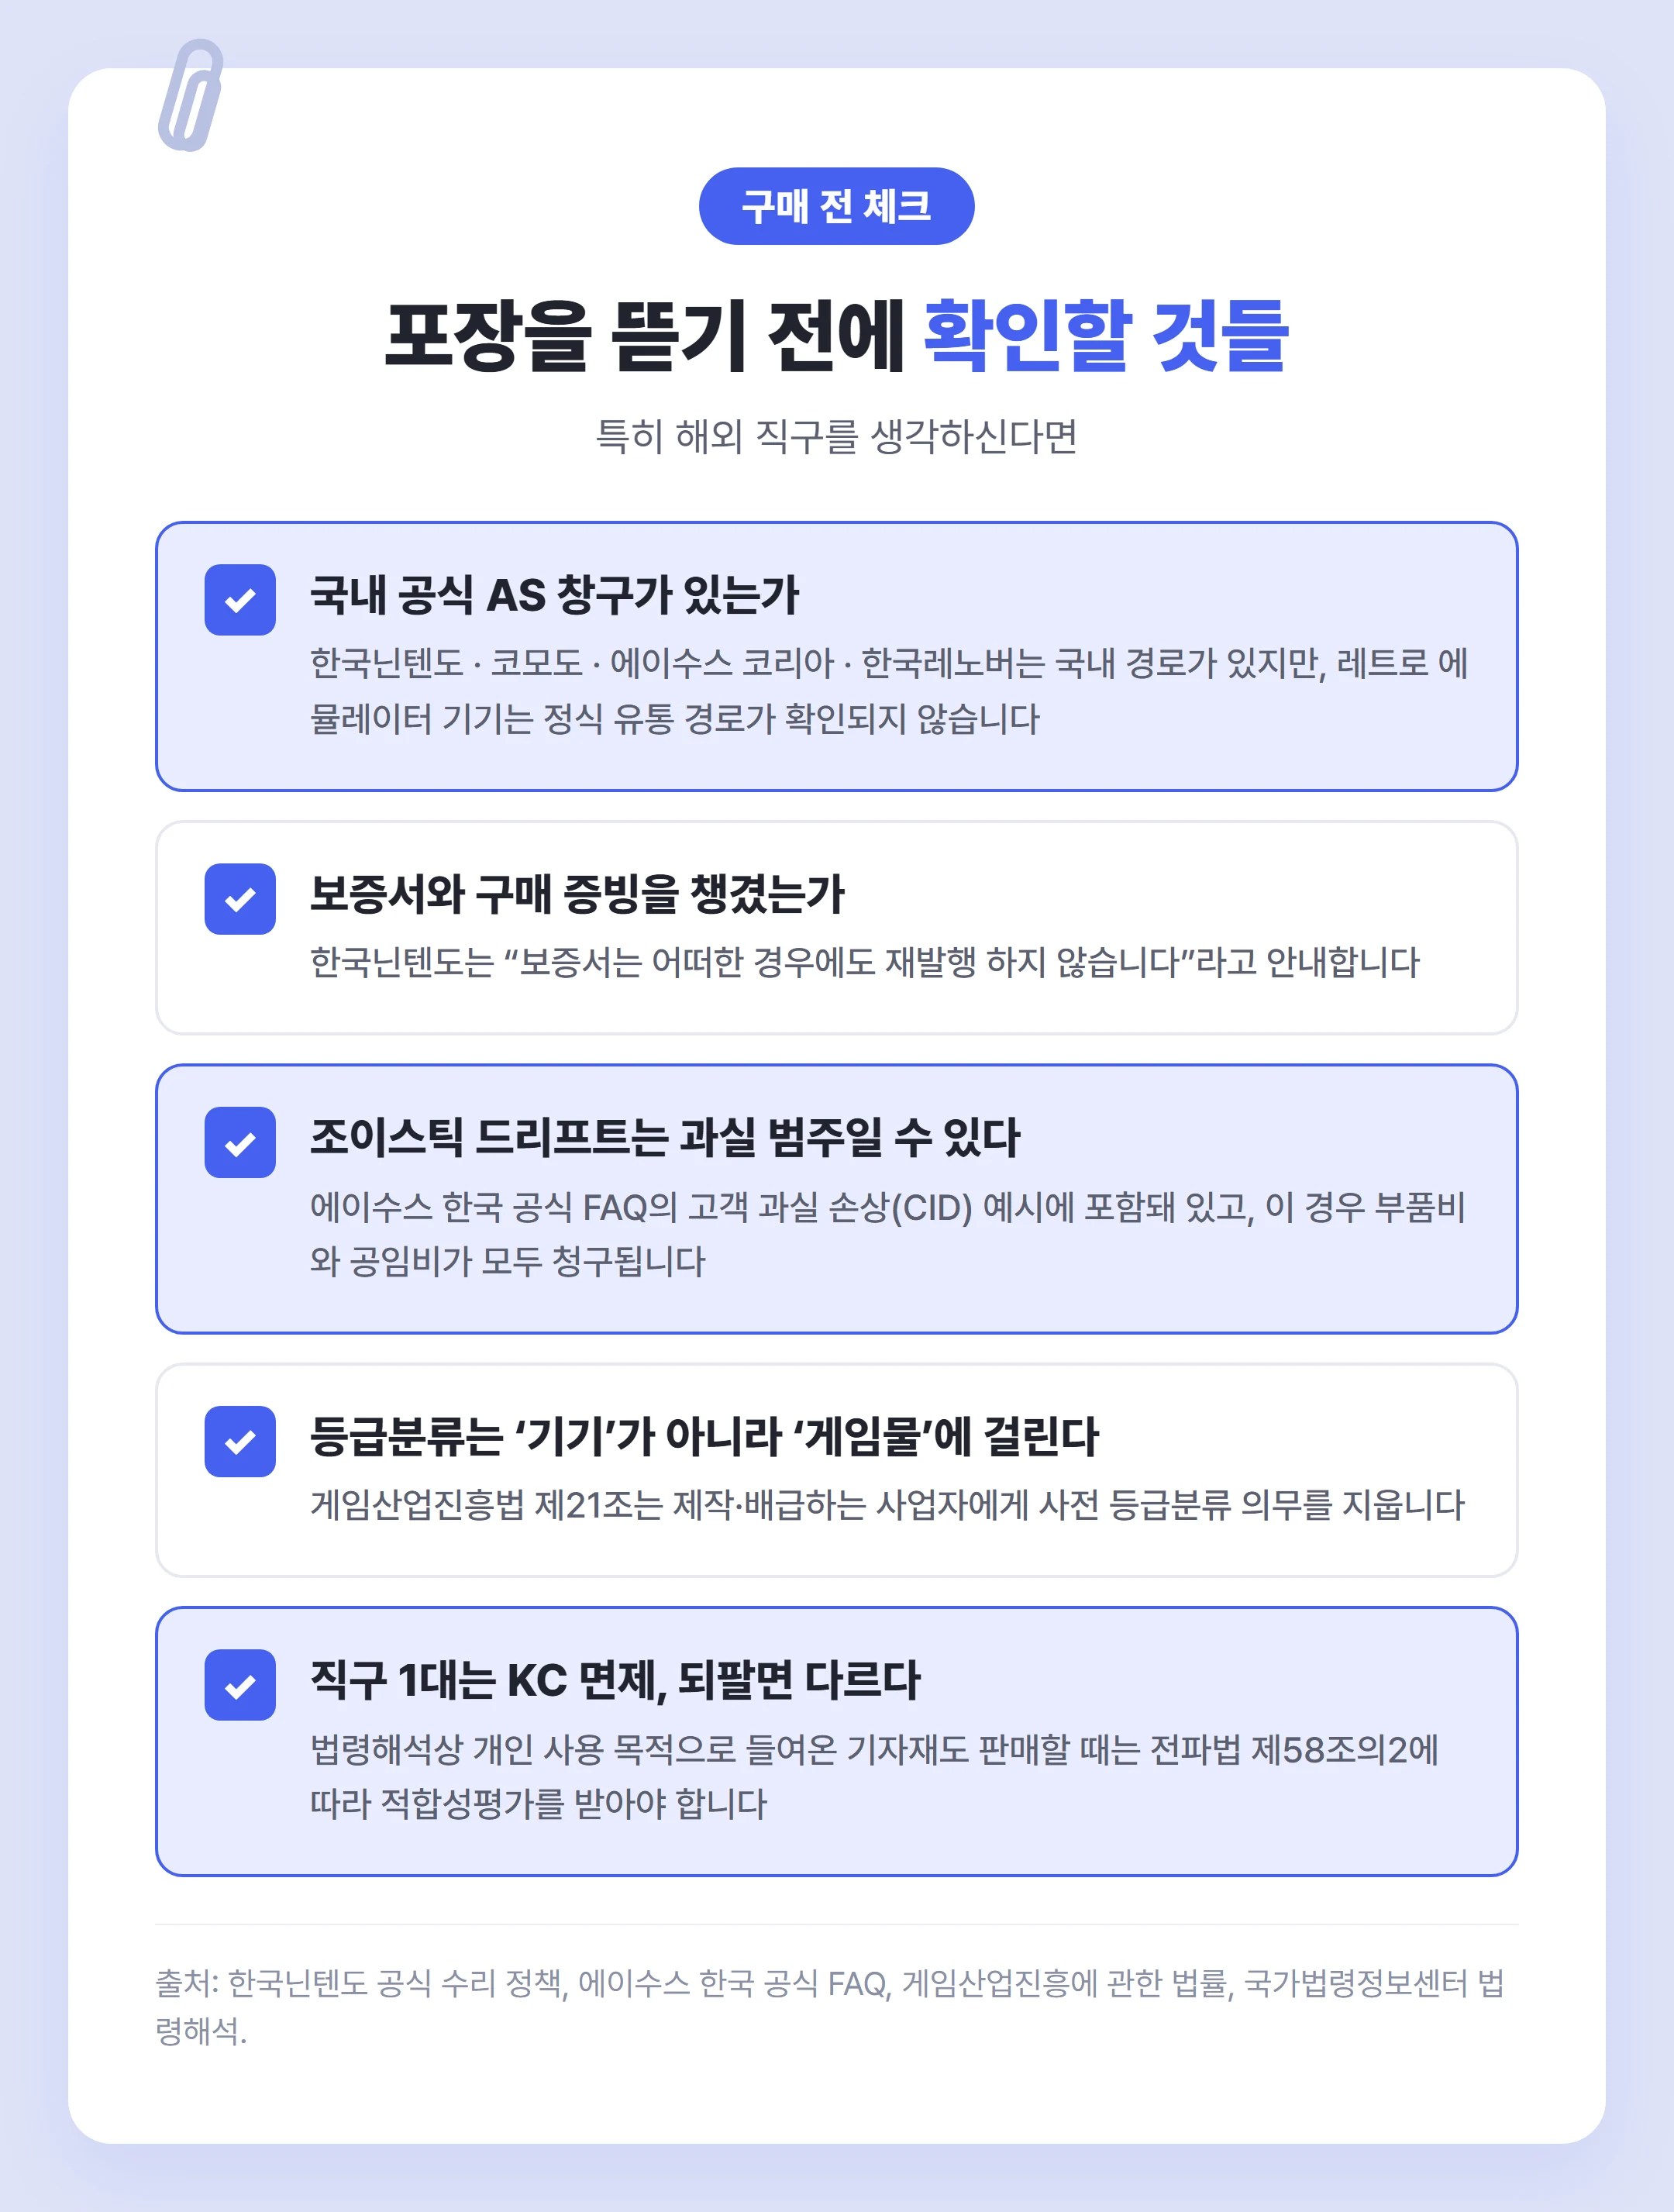 구매 전 체크
포장을 뜯기 전에 확인할 것들
특히 해외 직구를 생각하신다면
국내 공식 AS 창구가 있는가
한국닌텐도 · 코모도 · 에이수스 코리아 · 한국레노버는 국내 경로가 있지만, 레트로 에
뮬레이터 기기는 정식 유통 경로가 확인되지 않습니다
보증서와 구매 증빙을 챙겼는가
한국닌텐도는 “보증서는 어떠한 경우에도 재발행 하지 않습니다”라고 안내합니다
조이스틱 드리프트는 과실 범주일 수 있다
에이수스 한국 공식 FAQ의 고객 과실 손상(CID) 예시에 포함돼 있고, 이 경우 부품비
와 공임비가 모두 청구됩니다
등급분류는 ‘기기’가 아니라 ‘게임물’에 걸린다
게임산업진흥법 제21조는 제작·배급하는 사업자에게 사전 등급분류 의무를 지웁니다
직구 1대는 KC 면제, 되팔면 다르다
법령해석상 개인 사용 목적으로 들여온 기자재도 판매할 때는 전파법 제58조의2에
따라 적합성평가를 받아야 합니다
출처: 한국닌텐도 공식 수리 정책, 에이수스 한국 공식 FAQ, 게임산업진흥에 관한 법률, 국가법령정보센터 법
령해석.